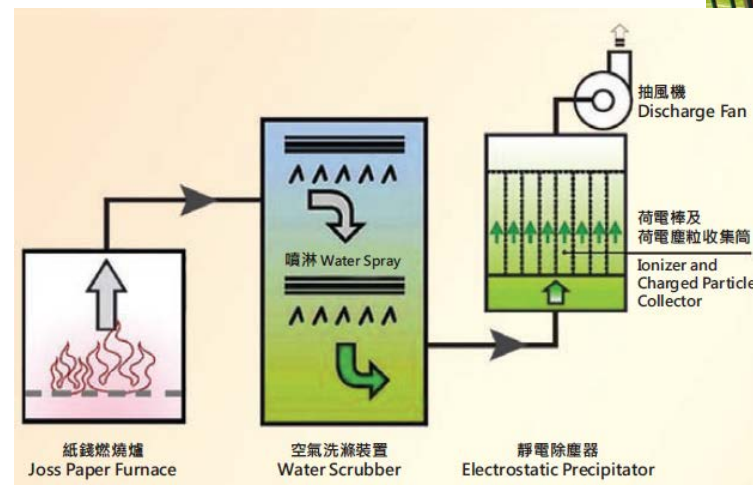 抽風機
Discharge Fan
荷電棒及
荷電塵粒收集筒
Ionizer and
Charged Particle
Collector
噴淋 Water Spray
紙錢燃燒爐
Joss Paper Furnace
空氣洗滌裝置
Water Scrubber
靜電除塵器
Electrostatic Precipitator